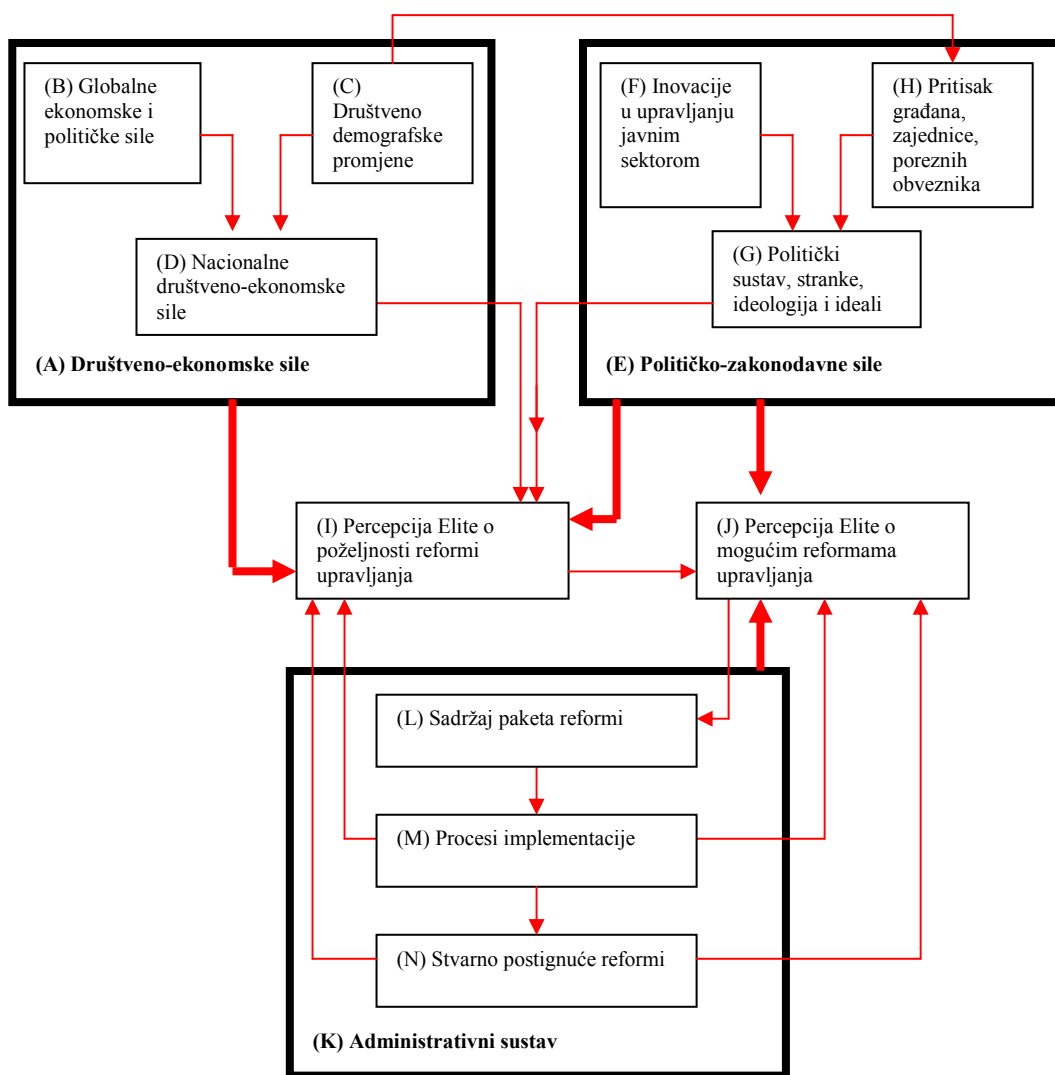 (B) Globalne
ekonomske i
političke sile
(C)
Društveno
demografske
promjene
(D) Nacionalne
društveno-ekonomske
sile
(A) Društveno-ekonomske sile
(F) Inovacije
u upravljanju
javnim
sektorom
(H) Pritisak
građana,
zajednice,
poreznih
obveznika
(G) Politički
sustav, stranke,
ideologija i ideali
(E) Političko-zakonodavne sile
(I) Percepcija Elite o
poželjnosti reformi
upravljanja
(J) Percepcija Elite o
mogućim reformama
upravljanja
(L) Sadržaj paketa reformi
(M) Procesi implementacije
(N) Stvarno postignuće reformi
(K) Administrativni sustav